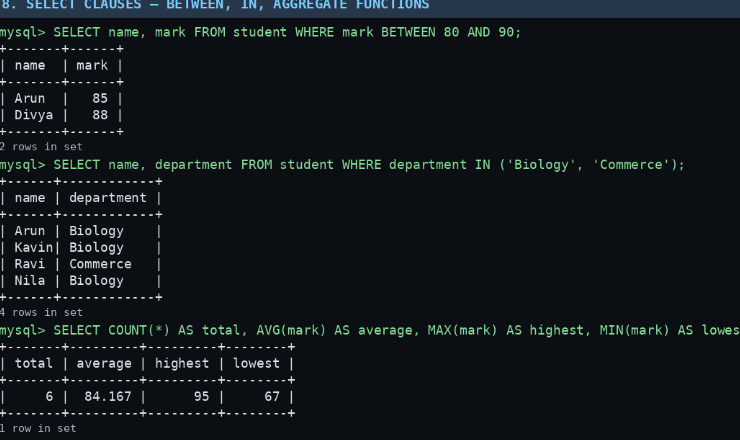 8. SELECT CLAUSES — BETWEEN, IN, AGGREGATE FUNCTIONS
mysql> SELECT name, mark FROM student WHERE mark BETWEEN 80 AND 90;
+-------+------+
| name  | mark |
+-------+------+
| Arun  |   85 |
| Divya |   88 |
+-------+------+
2 rows in set
mysql> SELECT name, department FROM student WHERE department IN ('Biology', 'Commerce');
+------+------------+
| name | department |
+------+------------+
| Arun | Biology    |
| Kavin| Biology    |
| Ravi | Commerce   |
| Nila | Biology    |
+------+------------+
4 rows in set
mysql> SELECT COUNT(*) AS total, AVG(mark) AS average, MAX(mark) AS highest, MIN(mark) AS lowes
+-------+---------+---------+--------+
| total | average | highest | lowest |
+-------+---------+---------+--------+
|     6 |  84.167 |      95 |     67 |
+-------+---------+---------+--------+
1 row in set